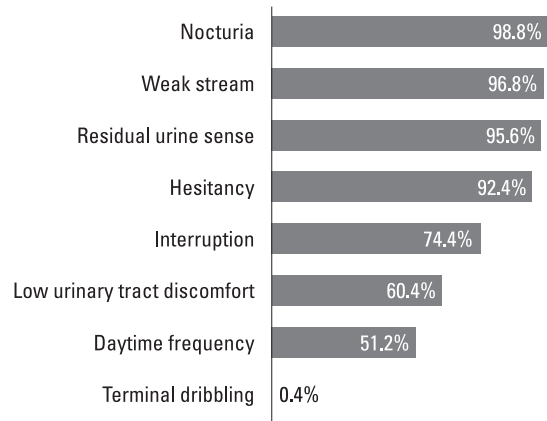 Nocturia 98.8%
Weak stream 96.8%
Residual urine sense 95.6%
Hesitancy 92.4%
Interruption 74.4%
Low urinary tract discomfort 60.4%
Daytime frequency 51.2%
Terminal dribbling 0.4%